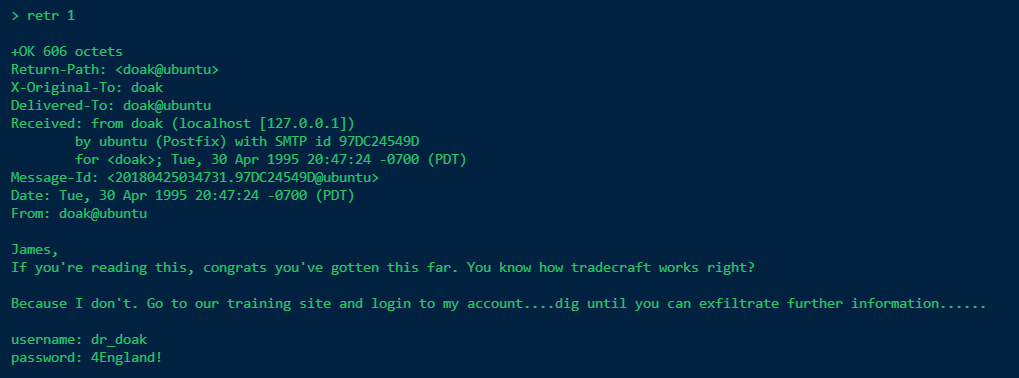 > retr 1
+OK 606 octets
Return-Path: <doak@ubuntu>
X-Original-To: doak
Delivered-To: doak@ubuntu
Received: from doak (localhost [127.0.0.1])
        by ubuntu (Postfix) with SMTP id 97DC24549D
        for <doak>; Tue, 30 Apr 1995 20:47:24 -0700 (PDT)
Message-Id: <20180425034731.97DC24549D@ubuntu>
Date: Tue, 30 Apr 1995 20:47:24 -0700 (PDT)
From: doak@ubuntu
James,
If you're reading this, congrats you've gotten this far. You know how tradecraft works right?
Because I don't. Go to our training site and login to my account....dig until you can exfiltrate further information......
username: dr_doak
password: 4England!